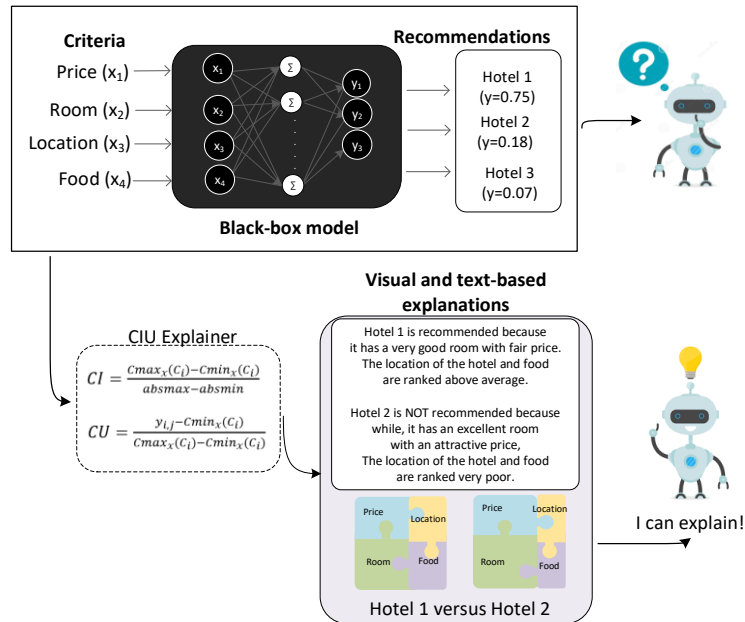 Criteria
Price (x₁)
Room (x₂)
Location (x₃)
Food (x₄)
x₁
x₂
x₃
x₄
Σ
Σ
Σ
y₁
y₂
y₃
Black-box model
Recommendations
Hotel 1
(y=0.75)
Hotel 2
(y=0.18)
Hotel 3
(y=0.07)
?
CIU Explainer
CI = (Cmaxₓ(Cᵢ)−Cminₓ(Cᵢ))/(absmax−absmin)
CU = (yᵢ,ⱼ−Cminₓ(Cᵢ))/(Cmaxₓ(Cᵢ)−Cminₓ(Cᵢ))
Visual and text-based
explanations
Hotel 1 is recommended because
it has a very good room with fair price.
The location of the hotel and food
are ranked above average.
Hotel 2 is NOT recommended because
while, it has an excellent room
with an attractive price,
The location of the hotel and food
are ranked very poor.
Price
Location
Room
Food
Price
Location
Room
Food
Hotel 1 versus Hotel 2
I can explain!